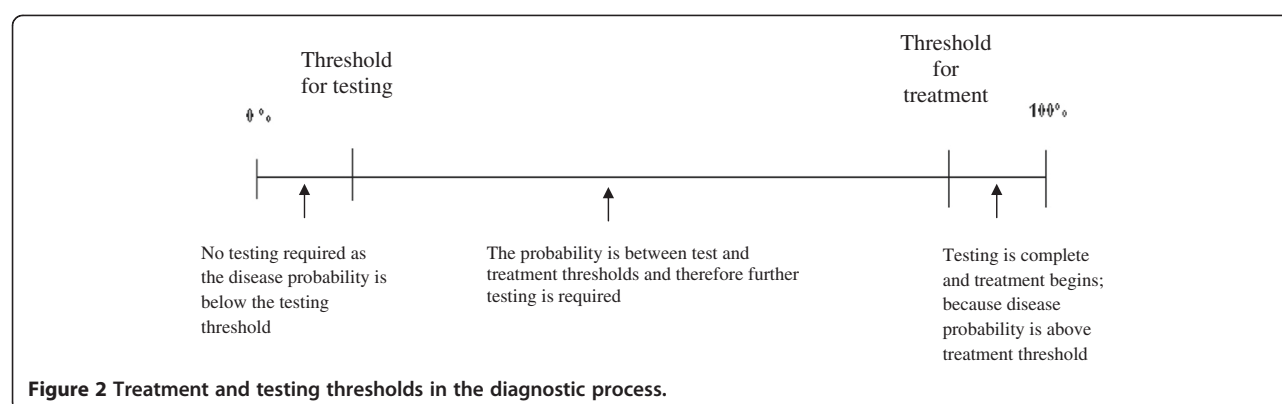 Threshold
for testing
Threshold
for
treatment
0%
100%
No testing required as
the disease probability is
below the testing
threshold
The probability is between test and
treatment thresholds and therefore further
testing is required
Testing is complete
and treatment begins;
because disease
probability is above
treatment threshold
Figure 2 Treatment and testing thresholds in the diagnostic process.